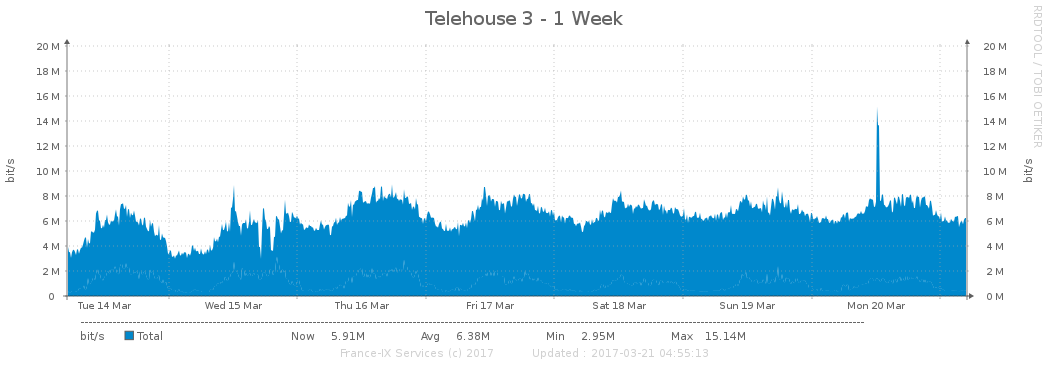 Telehouse 3 - 1 Week
RRDTOOL / TOBI OETIKER
bit/s
bit/s
20 M 20 M
18 M 18 M
16 M 16 M
14 M 14 M
12 M 12 M
10 M 10 M
8 M 8 M
6 M 6 M
4 M 4 M
2 M 2 M
0 0 M
Tue 14 Mar Wed 15 Mar Thu 16 Mar Fri 17 Mar Sat 18 Mar Sun 19 Mar Mon 20 Mar
bit/s Total Now 5.91M Avg 6.38M Min 2.95M Max 15.14M
France-IX Services (c) 2017 Updated : 2017-03-21 04:55:13